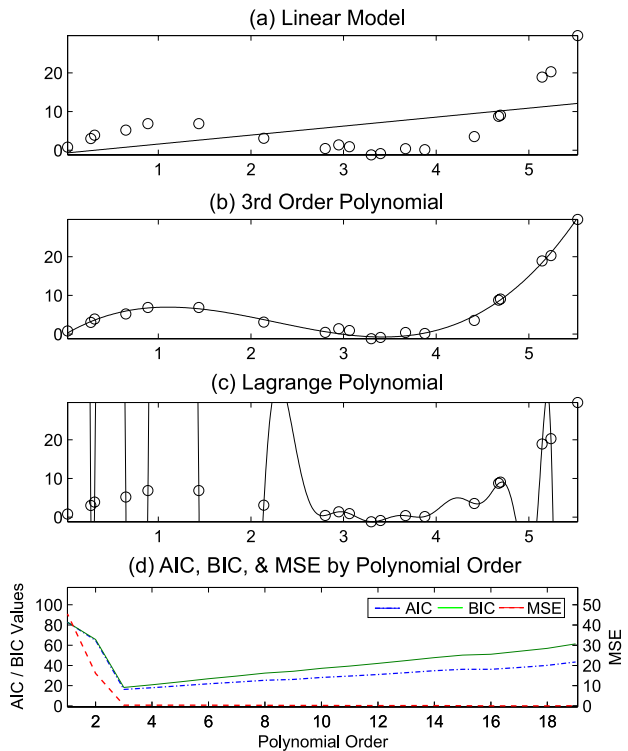 (a) Linear Model
20
10
0
1 2 3 4 5
(b) 3rd Order Polynomial
20
10
0
1 2 3 4 5
(c) Lagrange Polynomial
20
10
0
1 2 3 4 5
(d) AIC, BIC, & MSE by Polynomial Order
AIC BIC MSE
AIC / BIC Values
100
80
60
40
20
0
50
40
30
20
10
0
MSE
2 4 6 8 10 12 14 16 18
Polynomial Order